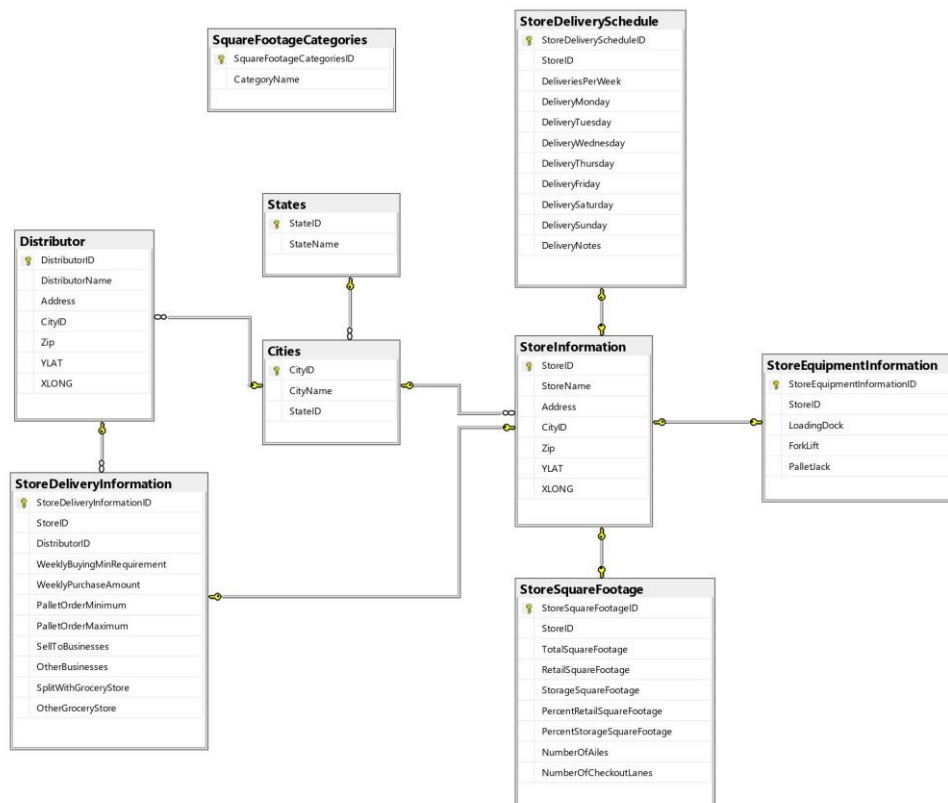 SquareFootageCategories
SquareFootageCategoriesID
CategoryName
StoreDeliverySchedule
StoreDeliveryScheduleID
StoreID
DeliveriesPerWeek
DeliveryMonday
DeliveryTuesday
DeliveryWednesday
DeliveryThursday
DeliveryFriday
DeliverySaturday
DeliverySunday
DeliveryNotes
States
StateID
StateName
Distributor
DistributorID
DistributorName
Address
CityID
Zip
YLAT
XLONG
Cities
CityID
CityName
StateID
StoreInformation
StoreID
StoreName
Address
CityID
Zip
YLAT
XLONG
StoreEquipmentInformation
StoreEquipmentInformationID
StoreID
LoadingDock
ForkLift
PalletJack
StoreDeliveryInformation
StoreDeliveryInformationID
StoreID
DistributorID
WeeklyBuyingMinRequirement
WeeklyPurchaseAmount
PalletOrderMinimum
PalletOrderMaximum
SellToBusinesses
OtherBusinesses
SplitWithGroceryStore
OtherGroceryStore
StoreSquareFootage
StoreSquareFootageID
StoreID
TotalSquareFootage
RetailSquareFootage
StorageSquareFootage
PercentRetailSquareFootage
PercentStorageSquareFootage
NumberOfAiles
NumberOfCheckoutLanes